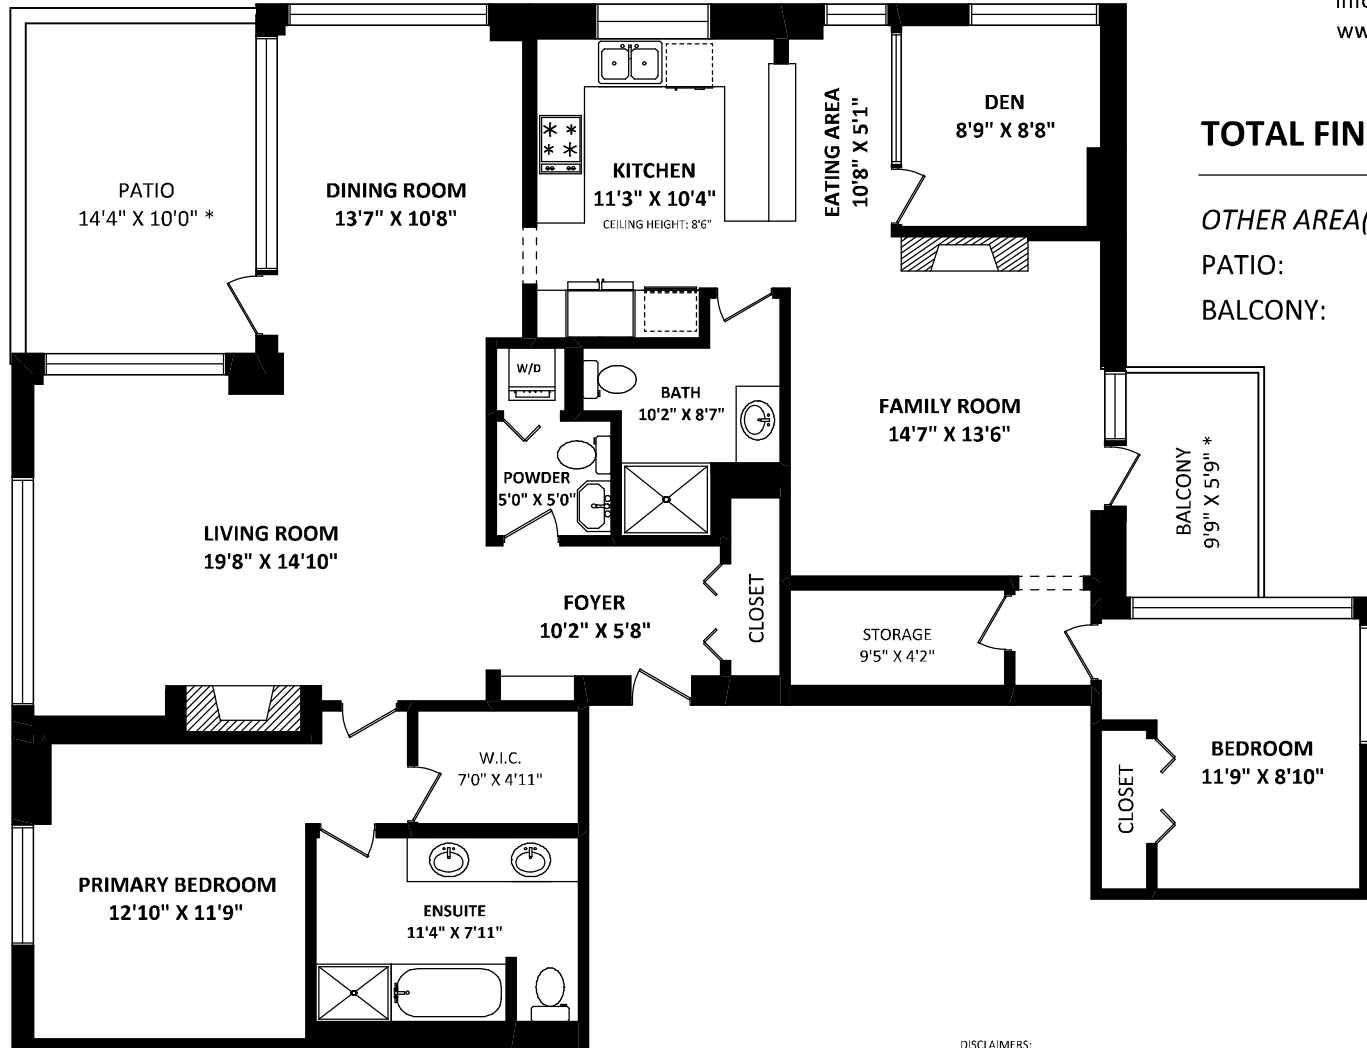 PATIO
14'4" X 10'0" *
DINING ROOM
13'7" X 10'8"
KITCHEN
11'3" X 10'4"
CEILING HEIGHT: 8'6"
EATING AREA
10'8" X 5'1"
DEN
8'9" X 8'8"
TOTAL FIN
OTHER AREA(
PATIO:
BALCONY:
W/D
BATH
10'2" X 8'7"
FAMILY ROOM
14'7" X 13'6"
BALCONY
9'9" X 5'9" *
POWDER
5'0" X 5'0"
LIVING ROOM
19'8" X 14'10"
FOYER
10'2" X 5'8"
CLOSET
STORAGE
9'5" X 4'2"
W.I.C.
7'0" X 4'11"
BEDROOM
11'9" X 8'10"
CLOSET
PRIMARY BEDROOM
12'10" X 11'9"
ENSUITE
11'4" X 7'11"
DISCLAIMERS: